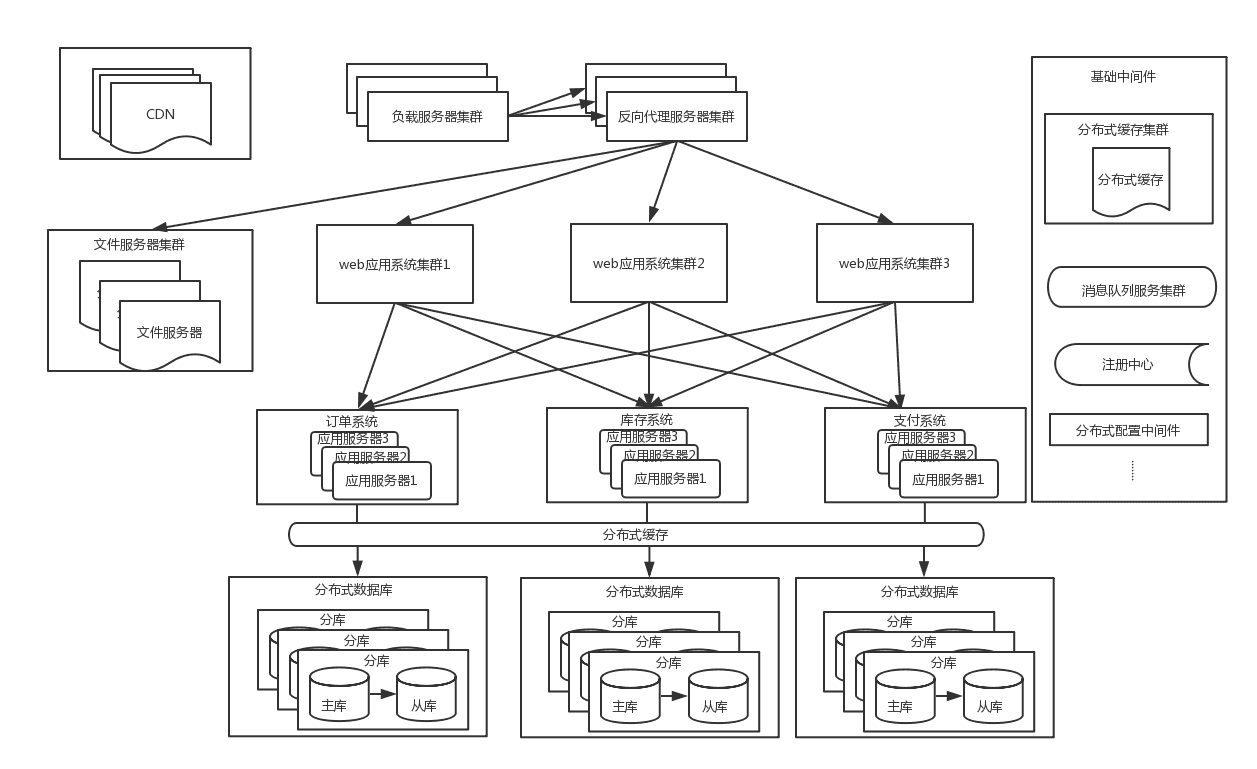 CDN
负载服务器集群
反向代理服务器集群
基础中间件
分布式缓存集群
分布式缓存
消息队列服务集群
注册中心
分布式配置中间件
......
文件服务器集群
文件服务器
web应用系统集群1
web应用系统集群2
web应用系统集群3
订单系统
应用服务器3
应用服务器2
应用服务器1
库存系统
应用服务器3
应用服务器2
应用服务器1
支付系统
应用服务器3
应用服务器2
应用服务器1
分布式缓存
分布式数据库
分库
分库
分库
主库
从库
分布式数据库
分库
分库
分库
主库
从库
分布式数据库
分库
分库
分库
主库
从库